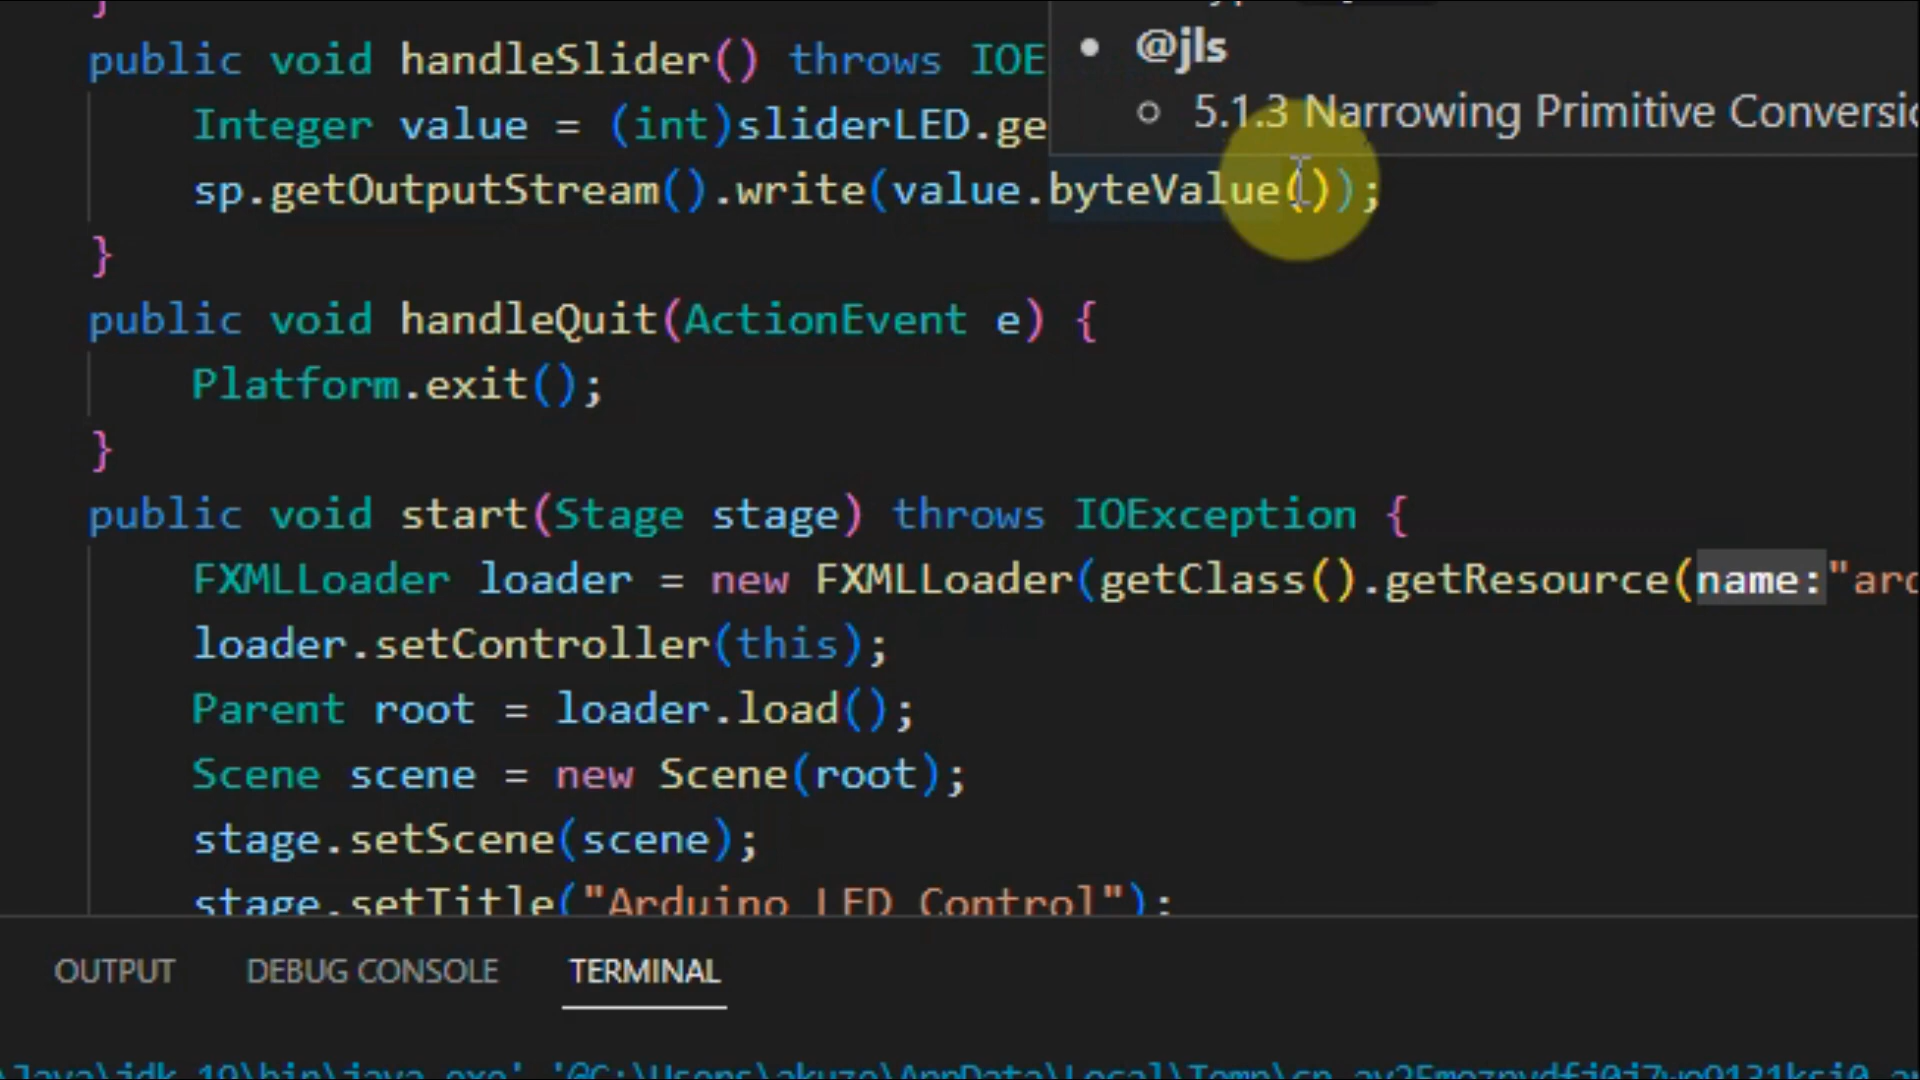 }
public void handleSlider() throws IOE
@jls
5.1.3 Narrowing Primitive Conversio
Integer value = (int)sliderLED.ge
sp.getOutputStream().write(value.byteValue());
}
public void handleQuit(ActionEvent e) {
Platform.exit();
}
public void start(Stage stage) throws IOException {
FXMLLoader loader = new FXMLLoader(getClass().getResource(name:"ard
loader.setController(this);
Parent root = loader.load();
Scene scene = new Scene(root);
stage.setScene(scene);
stage.setTitle("Arduino LED Control");
OUTPUT DEBUG CONSOLE TERMINAL